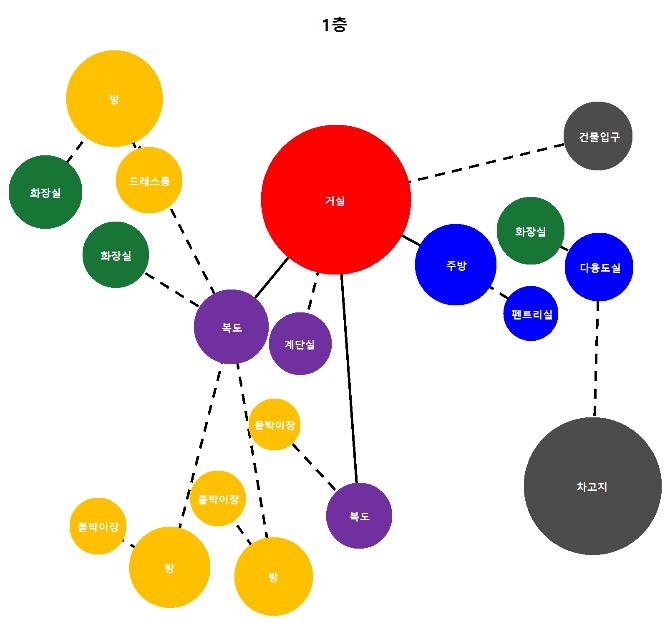 1층
방
건물입구
드레스룸
화장실
거실
화장실
화장실
주방
다용도실
펜트리실
복도
계단실
붙박이장
차고지
붙박이장
복도
붙박이장
방
방